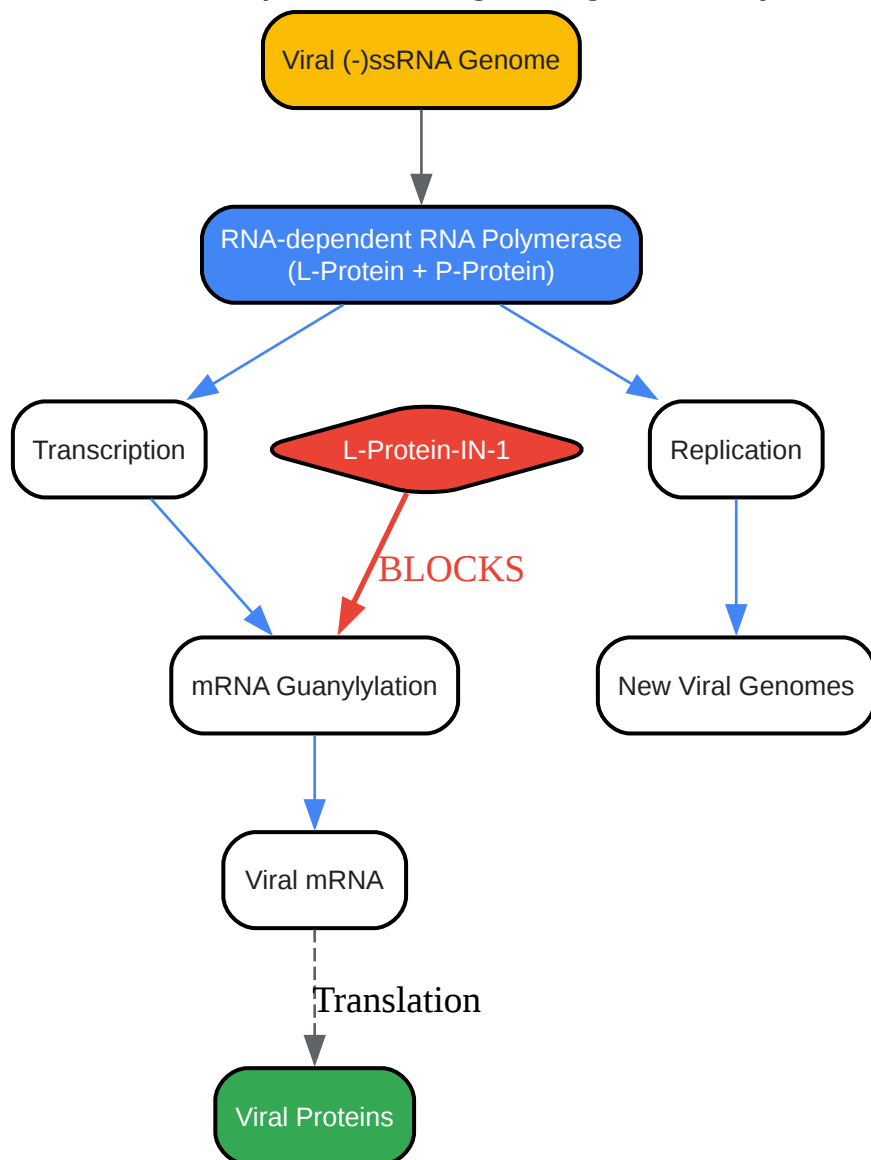 Viral (-)ssRNA Genome
RNA-dependent RNA Polymerase
(L-Protein + P-Protein)
Transcription
L-Protein-IN-1
Replication
BLOCKS
mRNA Guanylylation
New Viral Genomes
Viral mRNA
Translation
Viral Proteins